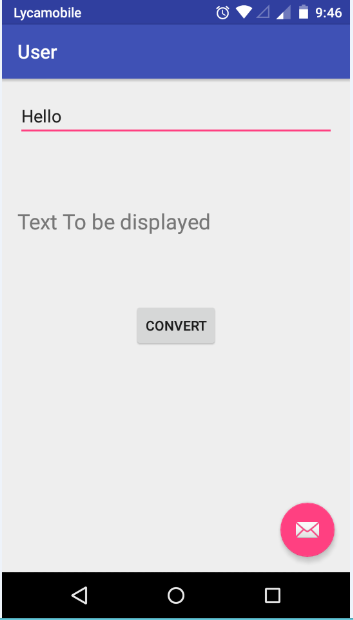 Lycamobile 9:46
User
Hello
Text To be displayed
CONVERT